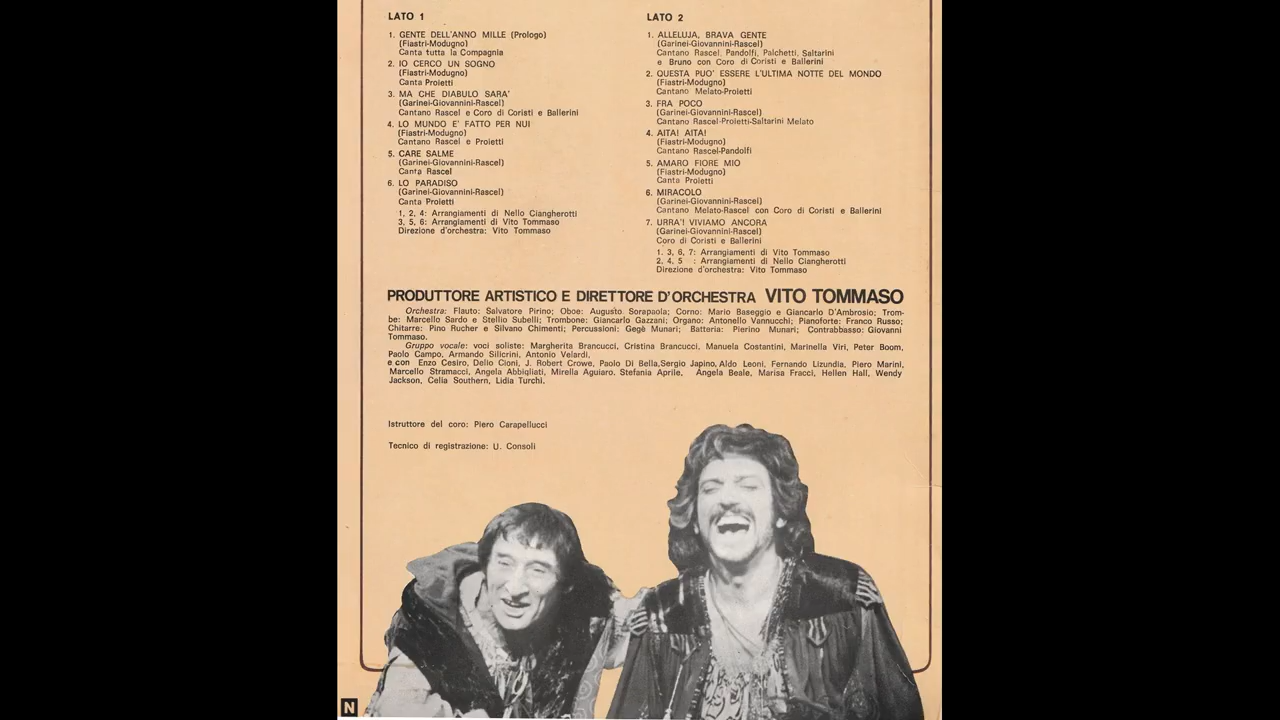 LATO 1
1. GENTE DELL'ANNO MILLE (Prologo)
(Fiastri-Modugno)
Canta tutta la Compagnia
2. IO CERCO UN SOGNO
(Fiastri-Modugno)
Canta Proietti
3. MA CHE DIABULO SARA'
(Garinei-Giovannini-Rascel)
Cantano Rascel e Coro di Coristi e Ballerini
4. LO MUNDO E' FATTO PER NUI
(Fiastri-Modugno)
Cantano Rascel e Proietti
5. CARE SALME
(Garinei-Giovannini-Rascel)
Canta Rascel
6. LO PARADISO
(Garinei-Giovannini-Rascel)
Canta Proietti
1, 2, 4: Arrangiamenti di Nello Ciangherotti
3, 5, 6: Arrangiamenti di Vito Tommaso
Direzione d'orchestra: Vito Tommaso
LATO 2
1. ALLELUJA, BRAVA GENTE
(Garinei-Giovannini-Rascel)
Cantano Rascel, Pandolfi, Palchetti, Saltarini
e Bruno con Coro di Coristi e Ballerini
2. QUESTA PUO' ESSERE L'ULTIMA NOTTE DEL MONDO
(Fiastri-Modugno)
Cantano Melato-Proietti
3. FRA POCO
(Garinei-Giovannini-Rascel)
Cantano Rascel-Proietti-Saltarini Melato
4. AITA! AITA!
(Fiastri-Modugno)
Cantano Rascel-Pandolfi
5. AMARO FIORE MIO
(Fiastri-Modugno)
Canta Proietti
6. MIRACOLO
(Garinei-Giovannini-Rascel)
Cantano Melato-Rascel con Coro di Coristi e Ballerini
7. URRA'! VIVIAMO ANCORA
(Garinei-Giovannini-Rascel)
Coro di Coristi e Ballerini
1. 3, 6, 7: Arrangiamenti di Vito Tommaso
2, 4, 5 : Arrangiamenti di Nello Ciangherotti
Direzione d'orchestra: Vito Tommaso
PRODUTTORE ARTISTICO E DIRETTORE D'ORCHESTRA VITO TOMMASO
Orchestra: Flauto: Salvatore Pirino; Oboe: Augusto Sorapaola; Corno: Mario Baseggio e Giancarlo D'Ambrosio; Trom-
be: Marcello Sardo e Stellio Subelli; Trombone: Giancarlo Gazzani; Organo: Antonello Vannucchi; Pianoforte: Franco Russo;
Chitarre: Pino Rucher e Silvano Chimenti; Percussioni: Gegè Munari; Batteria: Pierino Munari; Contrabbasso: Giovanni
Tommaso.
Gruppo vocale: voci soliste: Margherita Brancucci, Cristina Brancucci, Manuela Costantini, Marinella Viri, Peter Boom,
Paolo Campo, Armando Silicrini, Antonio Velardi,
e con Enzo Cesiro, Delio Cioni, J. Robert Crowe, Paolo Di Bella,Sergio Japino,Aldo Leoni, Fernando Lizundia, Piero Marini,
Marcello Stramacci, Angela Abbigliati, Mirella Aguiaro. Stefania Aprile, Angela Beale, Marisa Fracci, Hellen Hall, Wendy
Jackson, Celia Southern, Lidia Turchi.
Istruttore del coro: Piero Carapellucci
Tecnico di registrazione: U. Consoli
N